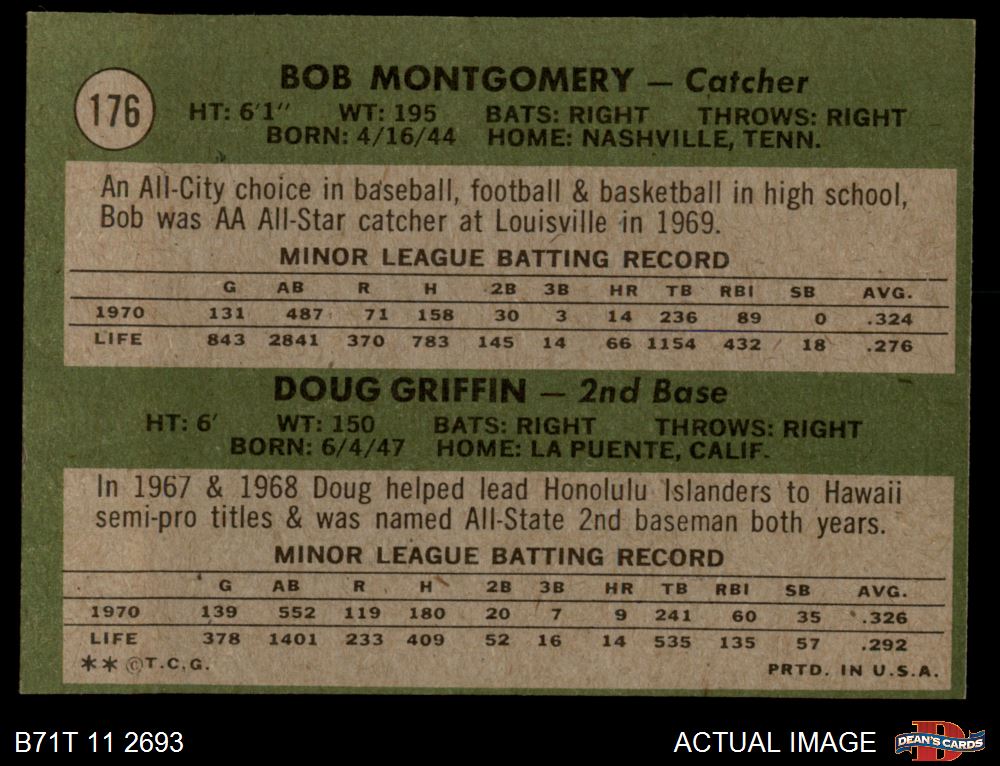 176
BOB MONTGOMERY — Catcher
HT: 6'1" WT: 195 BATS: RIGHT THROWS: RIGHT
BORN: 4/16/44 HOME: NASHVILLE, TENN.
An All-City choice in baseball, football & basketball in high school,
Bob was AA All-Star catcher at Louisville in 1969.
MINOR LEAGUE BATTING RECORD
G AB R H 2B 3B HR TB RBI SB AVG.
1970 131 487 71 158 30 3 14 236 89 0 .324
LIFE 843 2841 370 783 145 14 66 1154 432 18 .276
DOUG GRIFFIN — 2nd Base
HT: 6' WT: 150 BATS: RIGHT THROWS: RIGHT
BORN: 6/4/47 HOME: LA PUENTE, CALIF.
In 1967 & 1968 Doug helped lead Honolulu Islanders to Hawaii
semi-pro titles & was named All-State 2nd baseman both years.
MINOR LEAGUE BATTING RECORD
G AB R H 2B 3B HR TB RBI SB AVG.
1970 139 552 119 180 20 7 9 241 60 35 .326
LIFE 378 1401 233 409 52 16 14 535 135 57 .292
**©T.C.G. PRTD. IN U.S.A.
B71T 11 2693 ACTUAL IMAGE DEAN'S CARDS